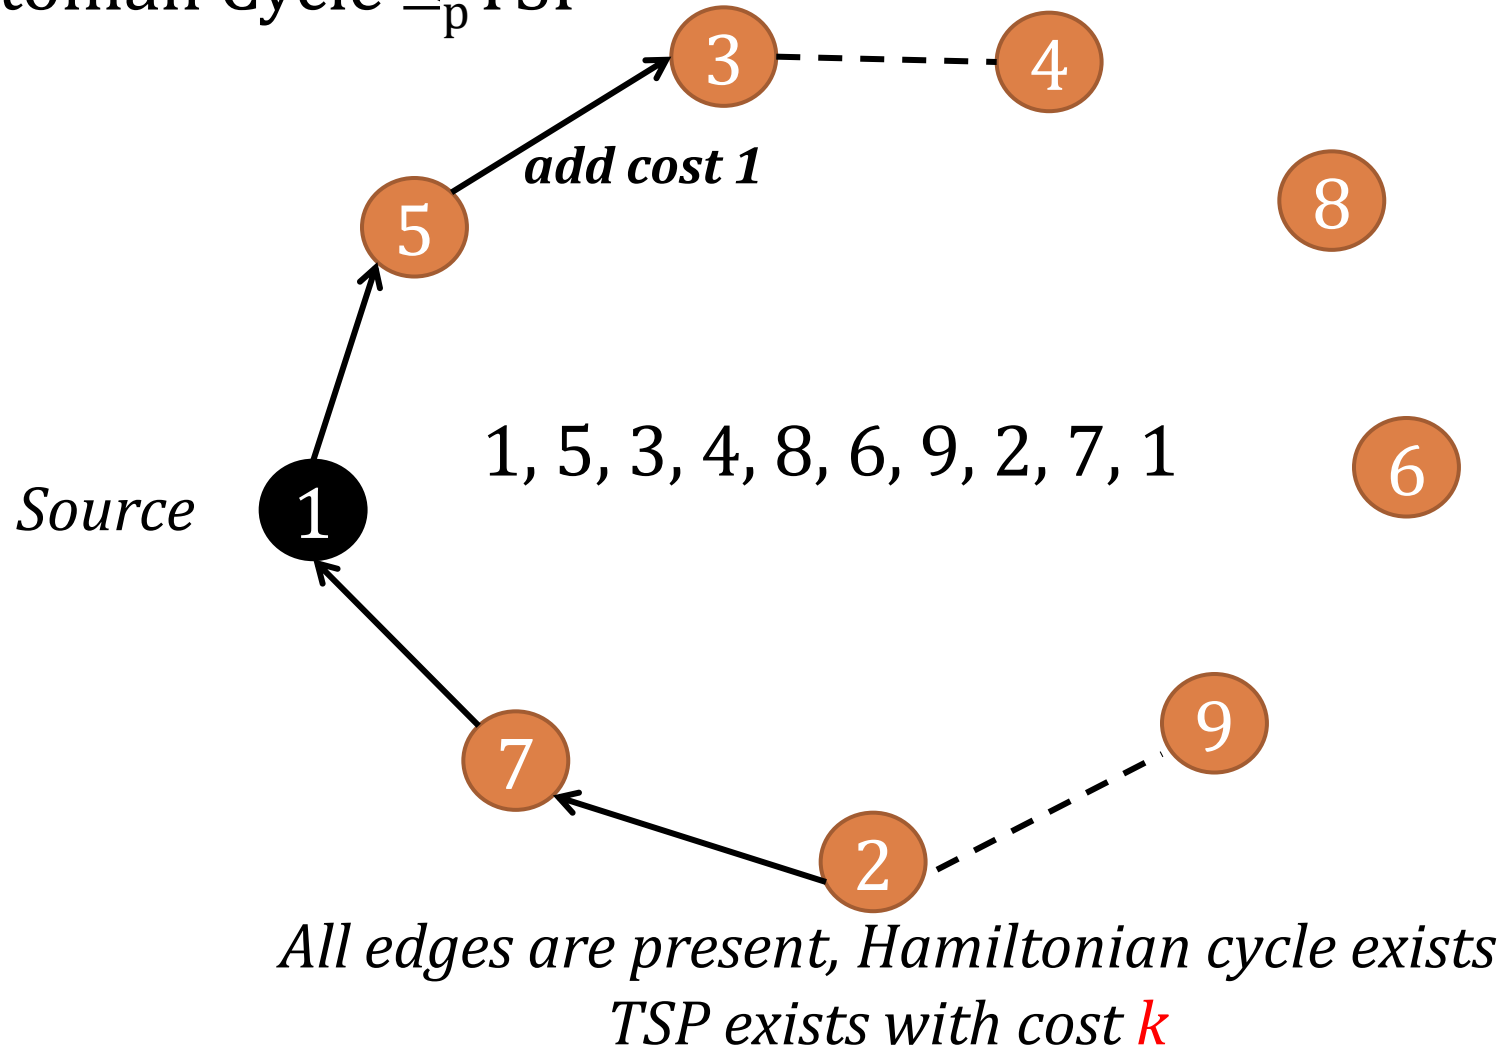 Cycle
p
3
4
add cost 1
5
8
1, 5, 3, 4, 8, 6, 9, 2, 7, 1
6
Source
1
9
7
2
All edges are present, Hamiltonian cycle exists
TSP exists with cost k